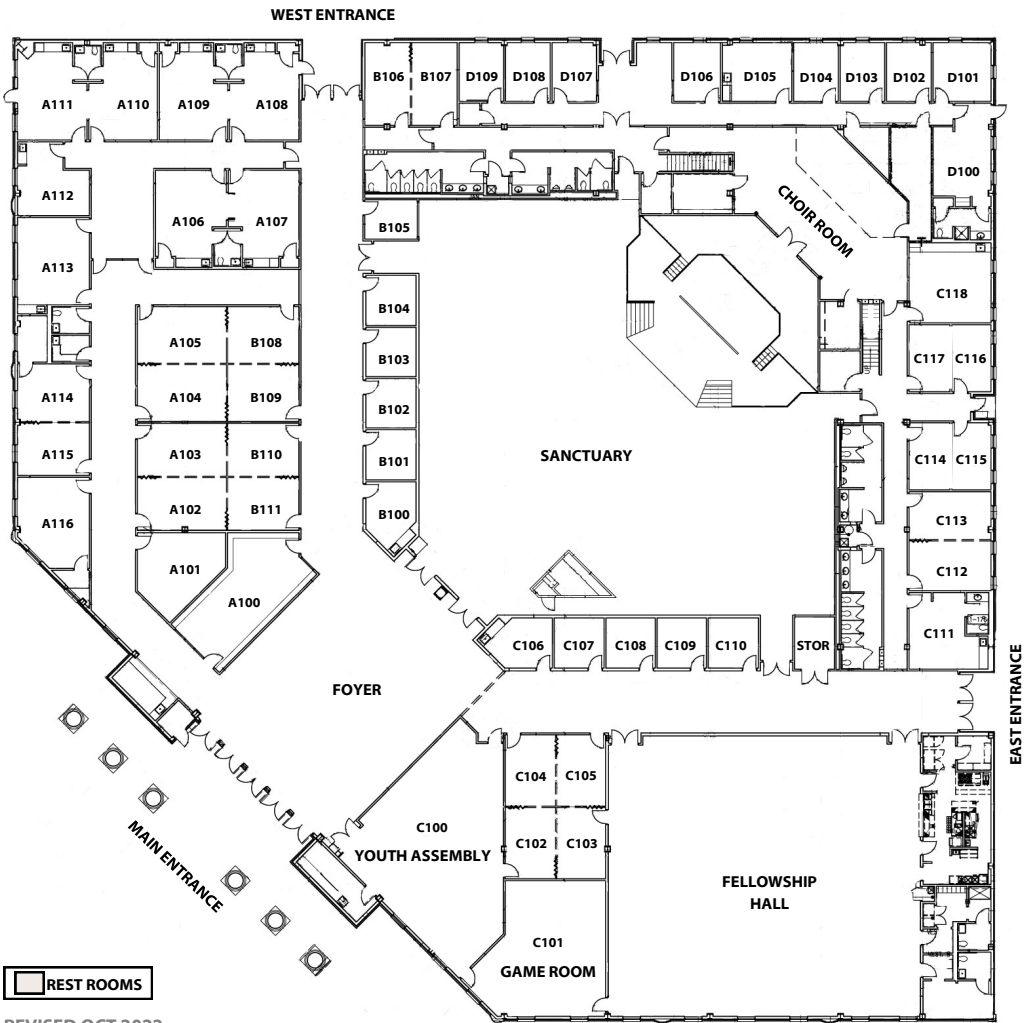 WEST ENTRANCE
A111
A110
A109
A108
B106
B107
D109
D108
D107
D106
D105
D104
D103
D102
D101
A112
A106
A107
D100
CHOIR ROOM
B105
A113
B104
C118
A105
B108
B103
C117
C116
A114
A104
B109
B102
A115
A103
B110
B101
SANCTUARY
C114
C115
A116
A102
B111
B100
C113
A101
C112
A100
C111
C106
C107
C108
C109
C110
STOR
FOYER
EAST ENTRANCE
C104
C105
C100
YOUTH ASSEMBLY
C102
C103
MAIN ENTRANCE
FELLOWSHIP
HALL
C101
GAME ROOM
REST ROOMS